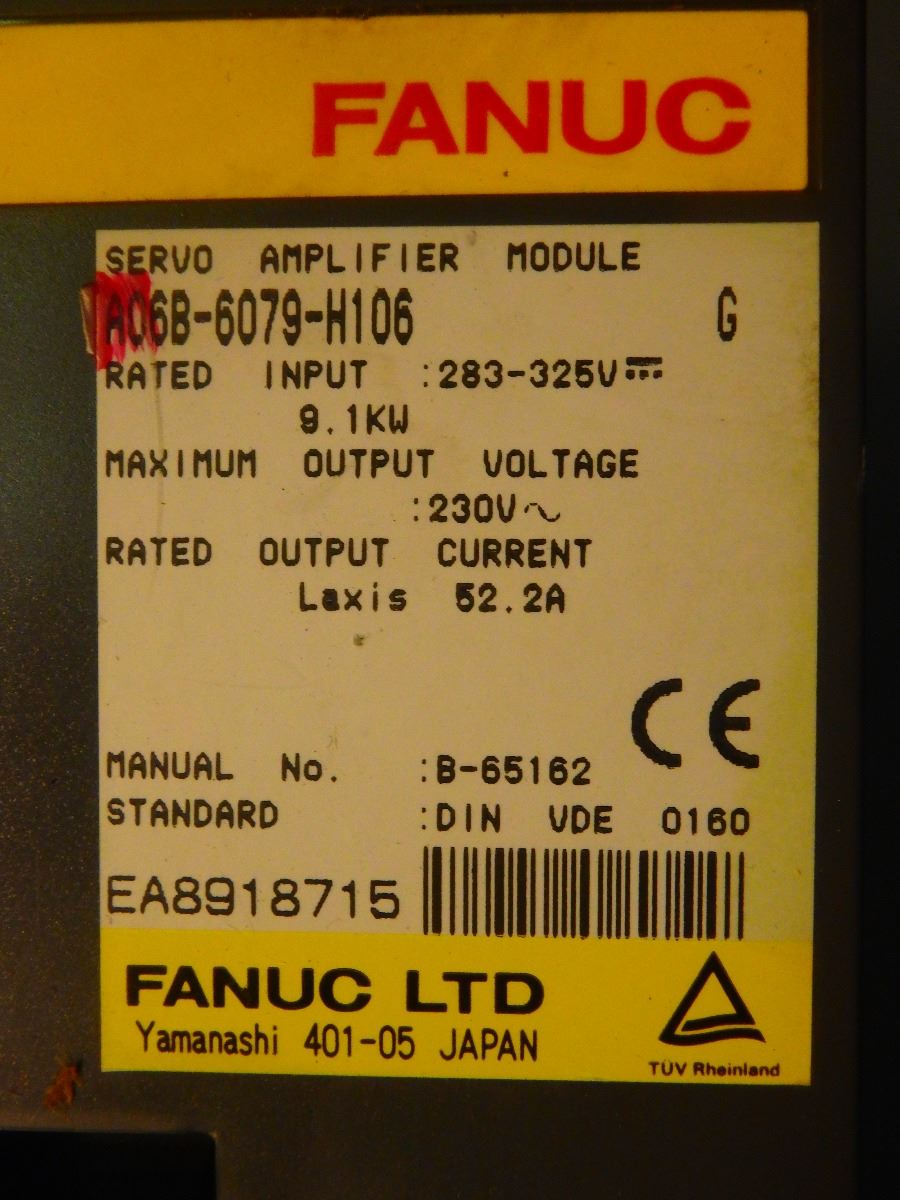 FANUC
SERVO AMPLIFIER MODULE
A06B-6079-H106 G
RATED INPUT :283-325V⎓
9.1KW
MAXIMUM OUTPUT VOLTAGE
:230V∿
RATED OUTPUT CURRENT
Laxis 52.2A
CE
MANUAL No. :B-65162
STANDARD :DIN VDE 0160
EA8918715
FANUC LTD
Yamanashi 401-05 JAPAN
TÜV Rheinland